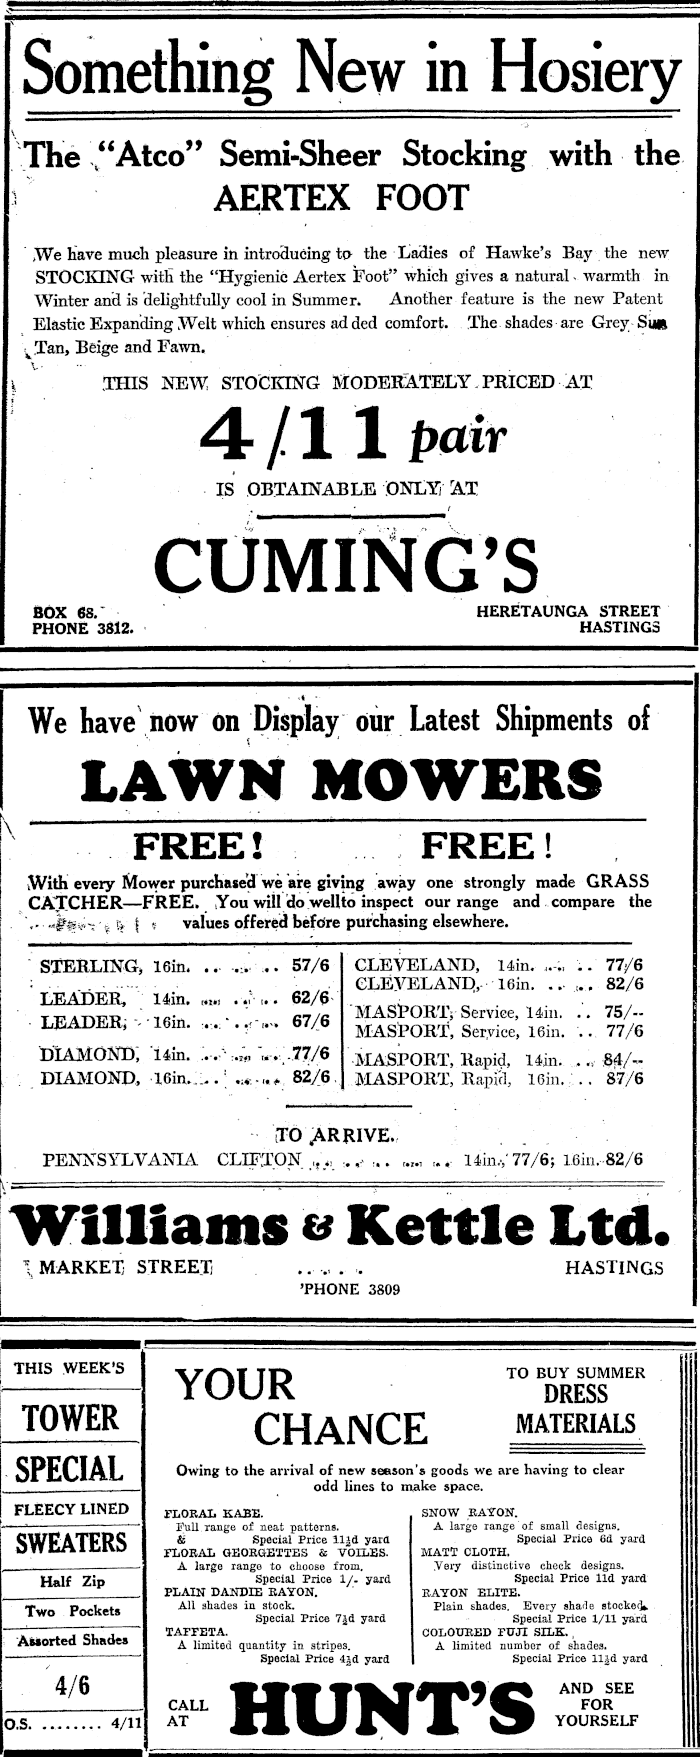 Something New in Hosiery
The "Atco" Semi-Sheer Stocking with the
AERTEX FOOT
We have much pleasure in introducing to the Ladies of Hawke's Bay the new
STOCKING with the "Hygienic Aertex Foot" which gives a natural warmth in
Winter and is delightfully cool in Summer. Another feature is the new Patent
Elastic Expanding Welt which ensures ad ded comfort. The shades are Grey Sun
Tan, Beige and Fawn.
THIS NEW STOCKING MODERATELY PRICED AT
4/11 pair
IS OBTAINABLE ONLY AT
CUMING'S
BOX 68.
PHONE 3812.
HERETAUNGA STREET
HASTINGS
We have now on Display our Latest Shipments of
LAWN MOWERS
FREE! FREE!
With every Mower purchased we are giving away one strongly made GRASS
CATCHER—FREE. You will do wellto inspect our range and compare the
values offered before purchasing elsewhere.
STERLING, 16in. .. .. .. 57/6
LEADER, 14in. .. .. .. 62/6
LEADER, 16in. .. .. .. 67/6
DIAMOND, 14in. .. .. .. 77/6
DIAMOND, 16in. .. .. .. 82/6
CLEVELAND, 14in. .. .. 77/6
CLEVELAND, 16in. .. .. 82/6
MASPORT, Service, 14in. .. 75/--
MASPORT, Service, 16in. .. 77/6
MASPORT, Rapid, 14in. .. 84/--
MASPORT, Rapid, 16in. .. 87/6
TO ARRIVE.
PENNSYLVANIA CLIFTON .. .. .. .. .. 14in., 77/6; 16in. 82/6
Williams & Kettle Ltd.
MARKET STREET HASTINGS
'PHONE 3809
THIS WEEK'S
TOWER
SPECIAL
FLEECY LINED
SWEATERS
Half Zip
Two Pockets
Assorted Shades
4/6
O.S. ........ 4/11
YOUR
CHANCE
TO BUY SUMMER
DRESS
MATERIALS
Owing to the arrival of new season's goods we are having to clear
odd lines to make space.
FLORAL KABE.
Full range of neat patterns.
& Special Price 11½d yard
FLORAL GEORGETTES & VOILES.
A large range to choose from.
Special Price 1/- yard
PLAIN DANDIE RAYON.
All shades in stock.
Special Price 7½d yard
TAFFETA.
A limited quantity in stripes.
Special Price 4½d yard
SNOW RAYON.
A large range of small designs.
Special Price 6d yard
MATT CLOTH.
Very distinctive check designs.
Special Price 11d yard
RAYON ELITE.
Plain shades. Every shade stocked.
Special Price 1/11 yard
COLOURED FUJI SILK.
A limited number of shades.
Special Price 11½d yard
CALL
AT
HUNT'S
AND SEE
FOR
YOURSELF